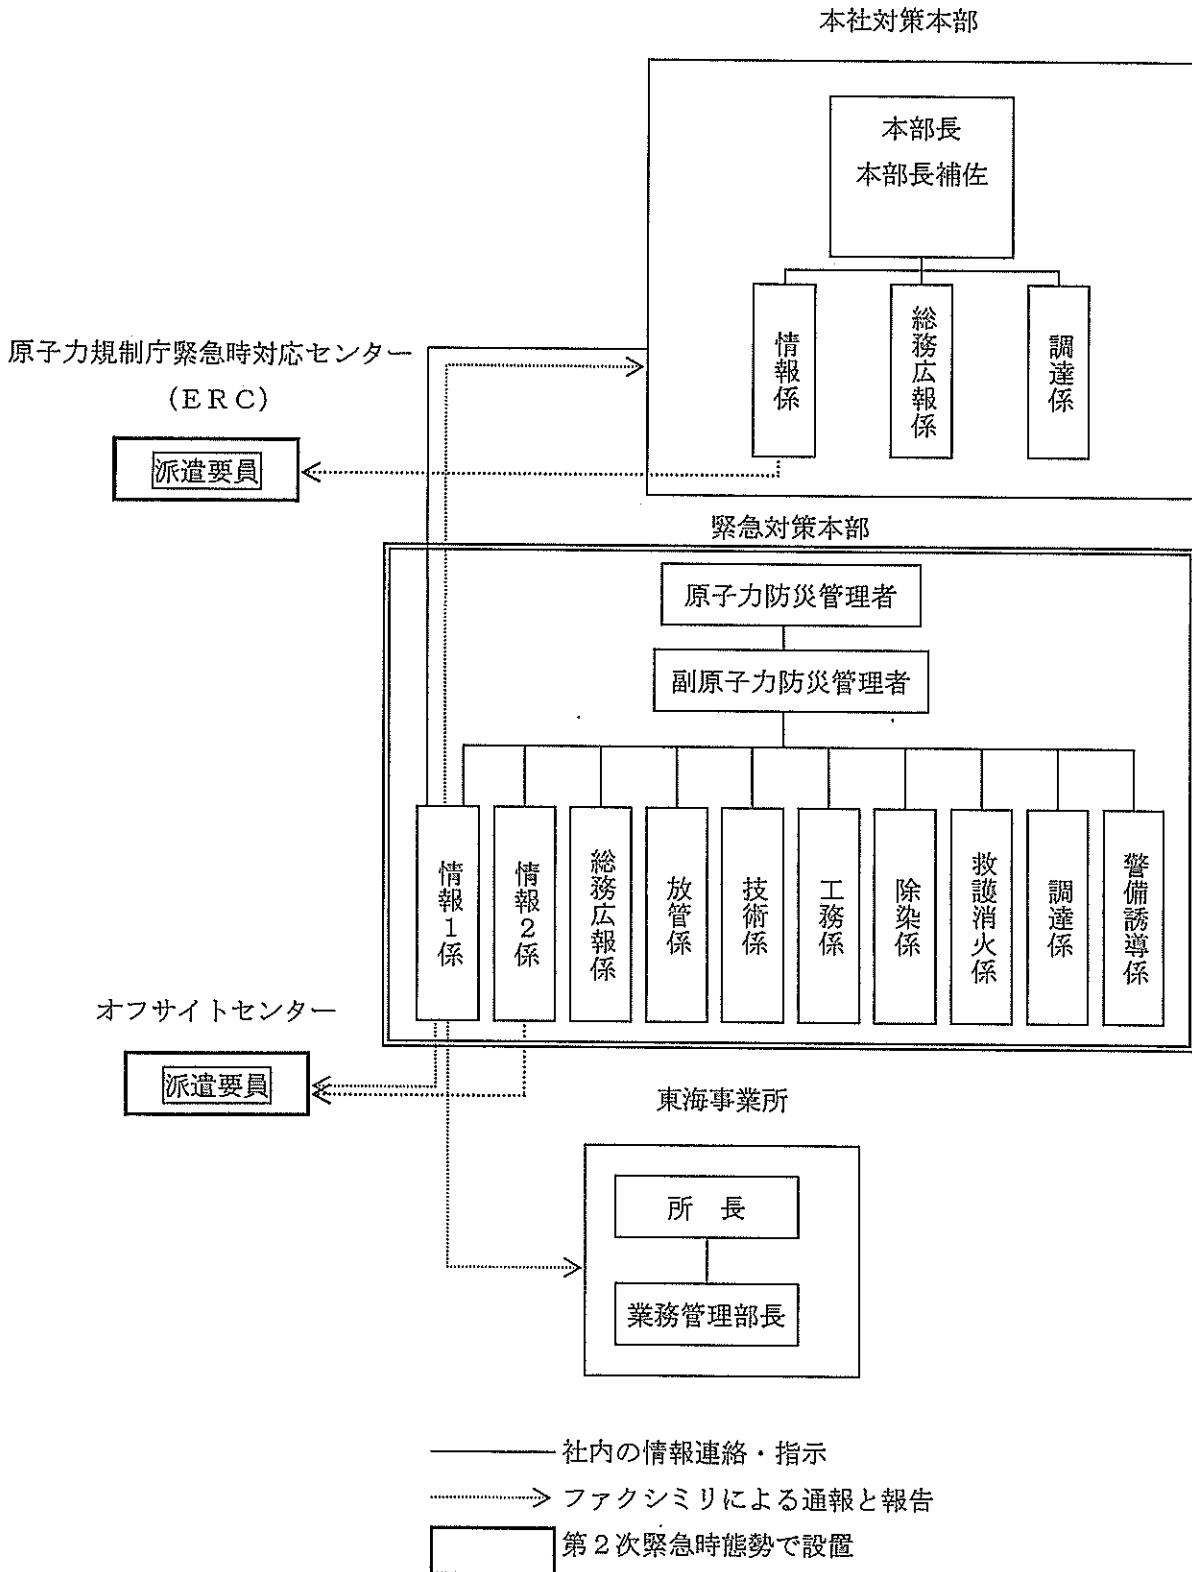 本社対策本部
本部長
本部長補佐
情報係
総務広報係
調達係
原子力規制庁緊急時対応センター
(ERC)
派遣要員
緊急対策本部
原子力防災管理者
副原子力防災管理者
情報1係
情報2係
総務広報係
放管係
技術係
工務係
除染係
救護消火係
調達係
警備誘導係
オフサイトセンター
派遣要員
東海事業所
所 長
業務管理部長
社内の情報連絡・指示
ファクシミリによる通報と報告
第2次緊急時態勢で設置